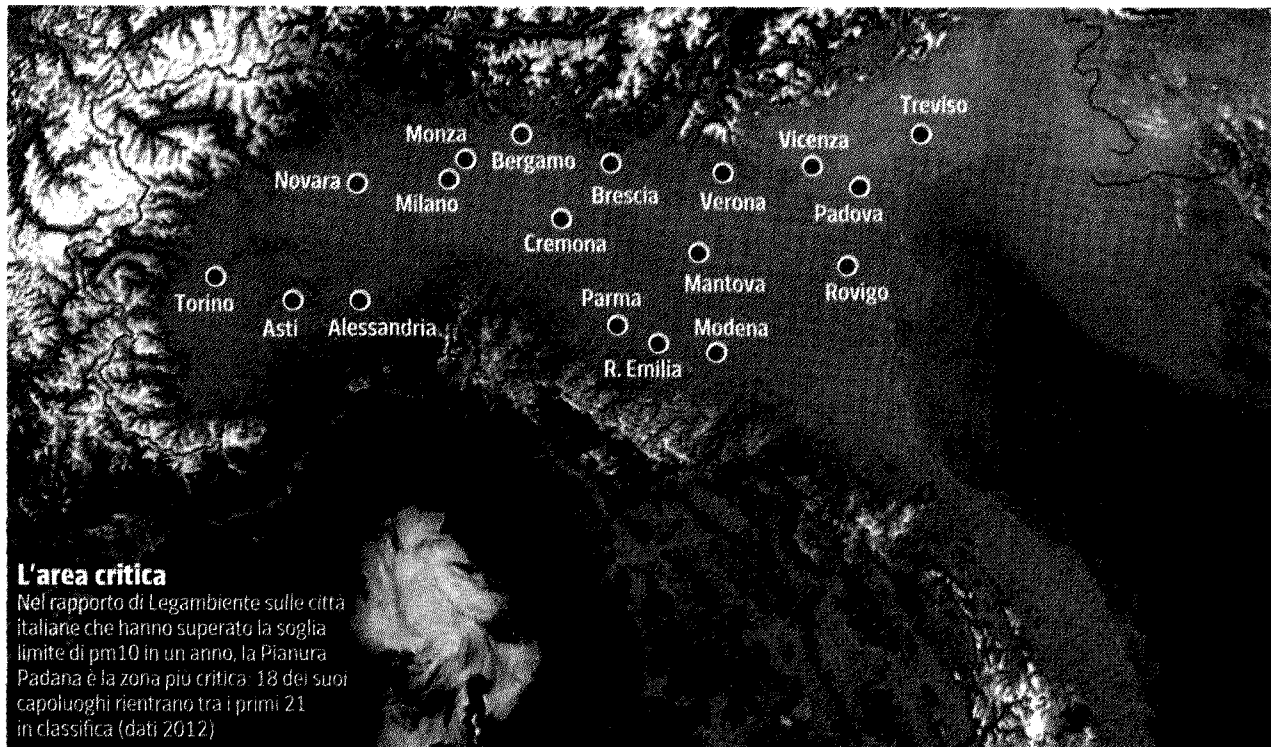 Treviso
Monza
Vicenza
Bergamo
Novara
Milano
Brescia
Verona
Padova
Cremona
Mantova
Rovigo
Torino
Parma
Asti
Alessandria
Modena
R. Emilia
L'area critica
Nel rapporto di Legambiente sulle città
italiane che hanno superato la soglia
limite di pm10 in un anno, la Pianura
Padana è la zona più critica: 18 dei suoi
capoluoghi rientrano tra i primi 21
in classifica (dati 2012)